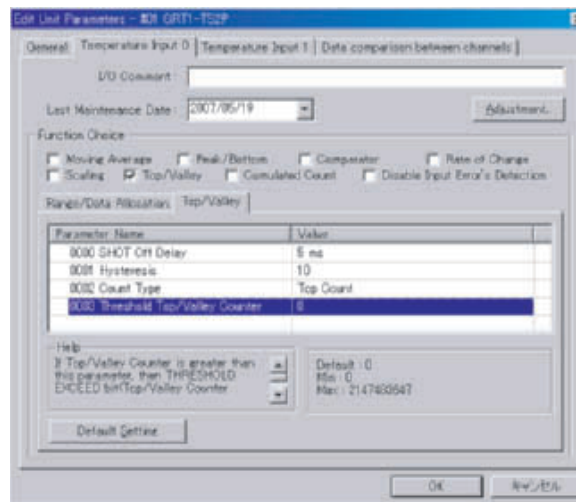 Edit Unit Parameters - #01 GRT1-TS2P
General Temperature Input 0 Temperature Input 1 Data comparison between channels
I/O Comment :
Last Maintenance Date : 2007/05/19 Adjustment..
Function Choice
Moving Average Peak/Bottom Comparator Rate of Change
Scaling Top/Valley Cumulated Count Disable Input Error's Detection
Range/Data Allocation Top/Valley
Parameter Name Value
0000 SHOT Off Delay 5 ms
0001 Hysteresis 10
0002 Count Type Top Count
0003 Threshold Top/Valley Counter 0
Help
If Top/Valley Counter is greater than
this parameter, then THRESHOLD
EXCEED bit(Top/Valley Counter
Default : 0
Min : 0
Max : 2147483647
Default Setting
OK キャンセル